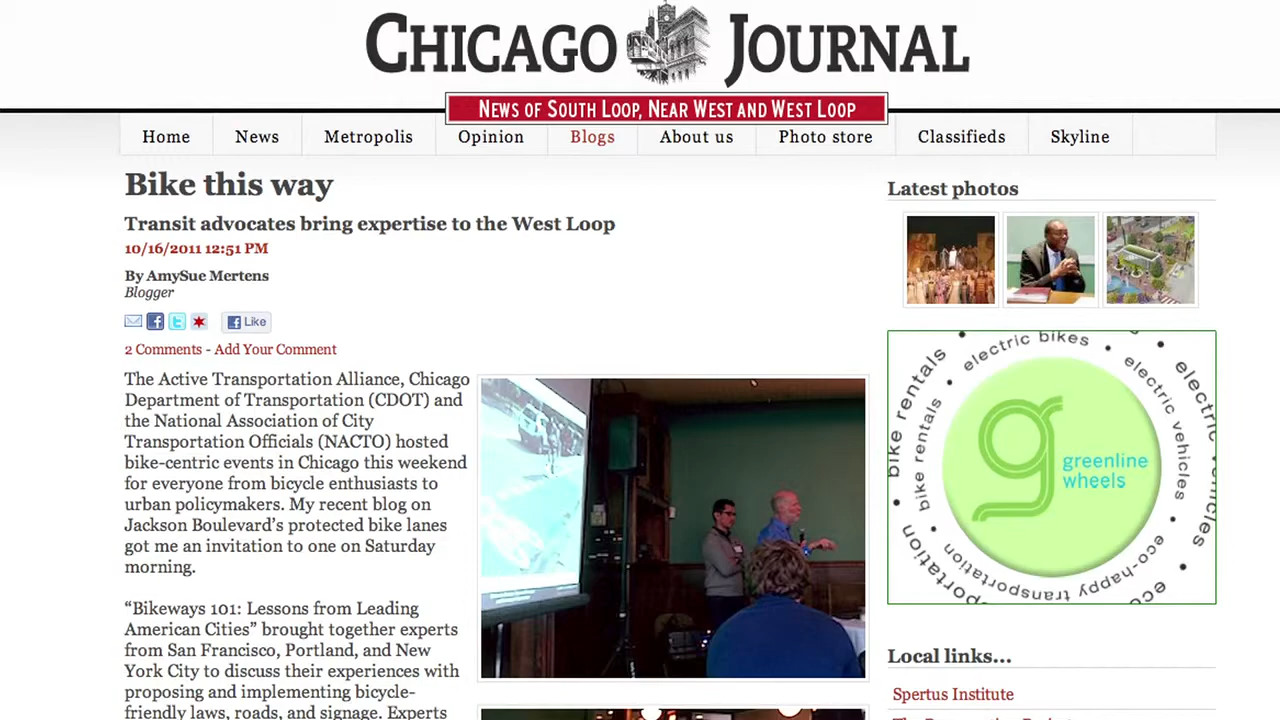 CHICAGO JOURNAL
NEWS OF SOUTH LOOP, NEAR WEST AND WEST LOOP
Home News Metropolis Opinion Blogs About us Photo store Classifieds Skyline
Bike this way
Transit advocates bring expertise to the West Loop
10/16/2011 12:51 PM
By AmySue Mertens
Blogger
Like
2 Comments - Add Your Comment
The Active Transportation Alliance, Chicago
Department of Transportation (CDOT) and
the National Association of City
Transportation Officials (NACTO) hosted
bike-centric events in Chicago this weekend
for everyone from bicycle enthusiasts to
urban policymakers. My recent blog on
Jackson Boulevard's protected bike lanes
got me an invitation to one on Saturday
morning.
“Bikeways 101: Lessons from Leading
American Cities” brought together experts
from San Francisco, Portland, and New
York City to discuss their experiences with
proposing and implementing bicycle-
friendly laws, roads, and signage. Experts
Latest photos
bike rentals • electric bikes • electric vehicles • eco-happy transportation •
bike rentals
electric
greenline
wheels
Local links...
Spertus Institute